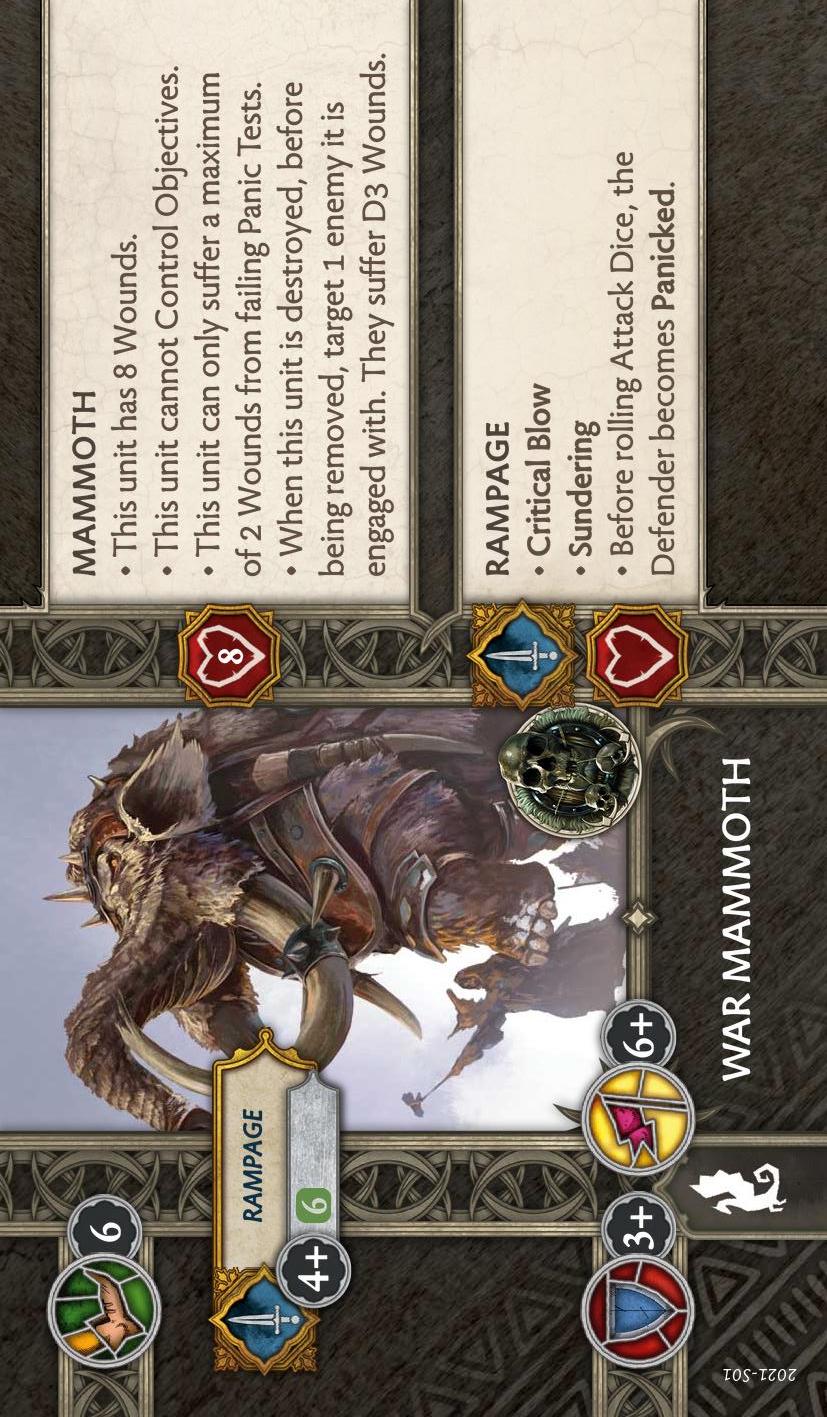 6
RAMPAGE
4+
6
3+
6+
WAR MAMMOTH
2021-S01
8
MAMMOTH
• This unit has 8 Wounds.
• This unit cannot Control Objectives.
• This unit can only suffer a maximum
of 2 Wounds from failing Panic Tests.
• When this unit is destroyed, before
being removed, target 1 enemy it is
engaged with. They suffer D3 Wounds.
RAMPAGE
• Critical Blow
• Sundering
• Before rolling Attack Dice, the
Defender becomes Panicked.